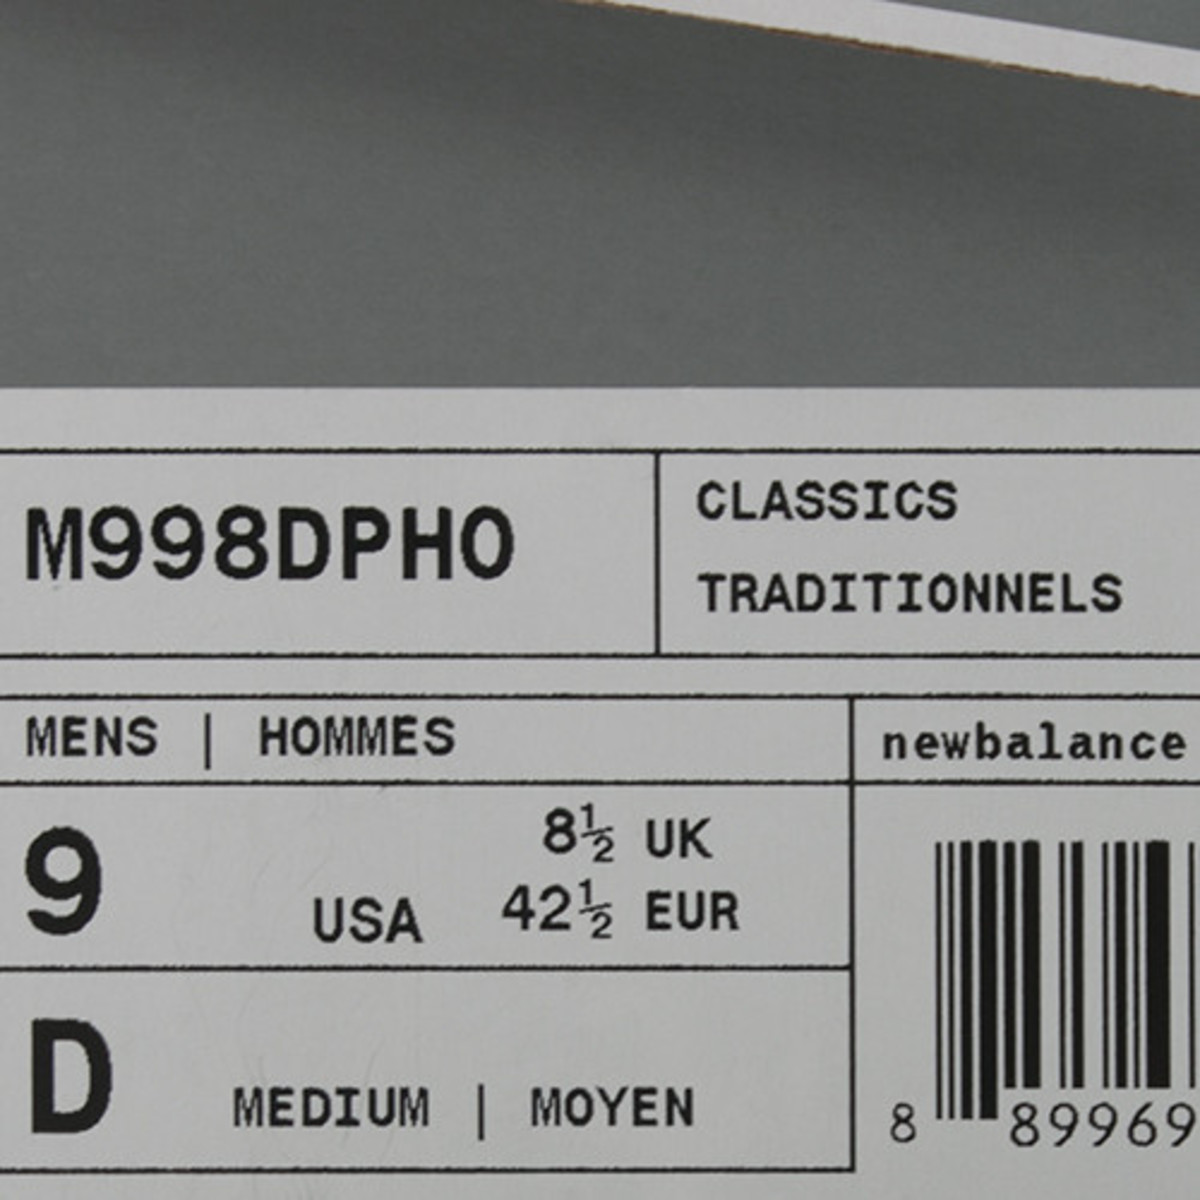 M998DPHO
CLASSICS
TRADITIONNELS
MENS | HOMMES
newbalance
9 USA
8½ UK
42½ EUR
D MEDIUM | MOYEN
8 89969